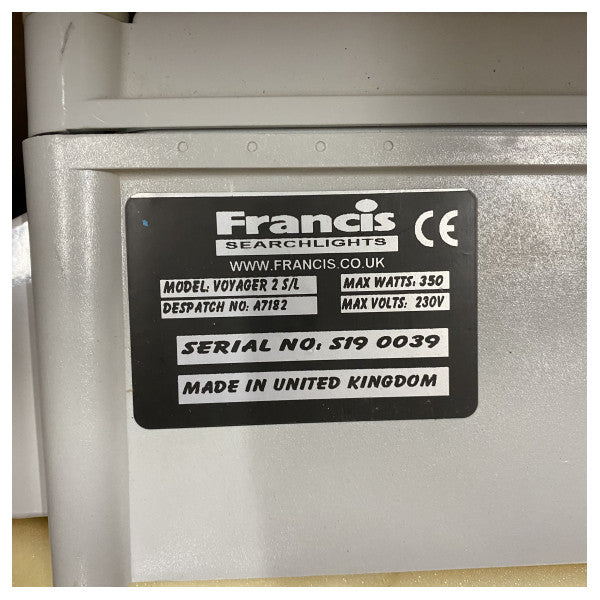 Francis
SEARCHLIGHTS
CE
WWW.FRANCIS.CO.UK
MODEL: VOYAGER 2 S/L
MAX WATTS: 350
DESPATCH NO: A7182
MAX VOLTS: 230V
SERIAL NO: S19 0039
MADE IN UNITED KINGDOM